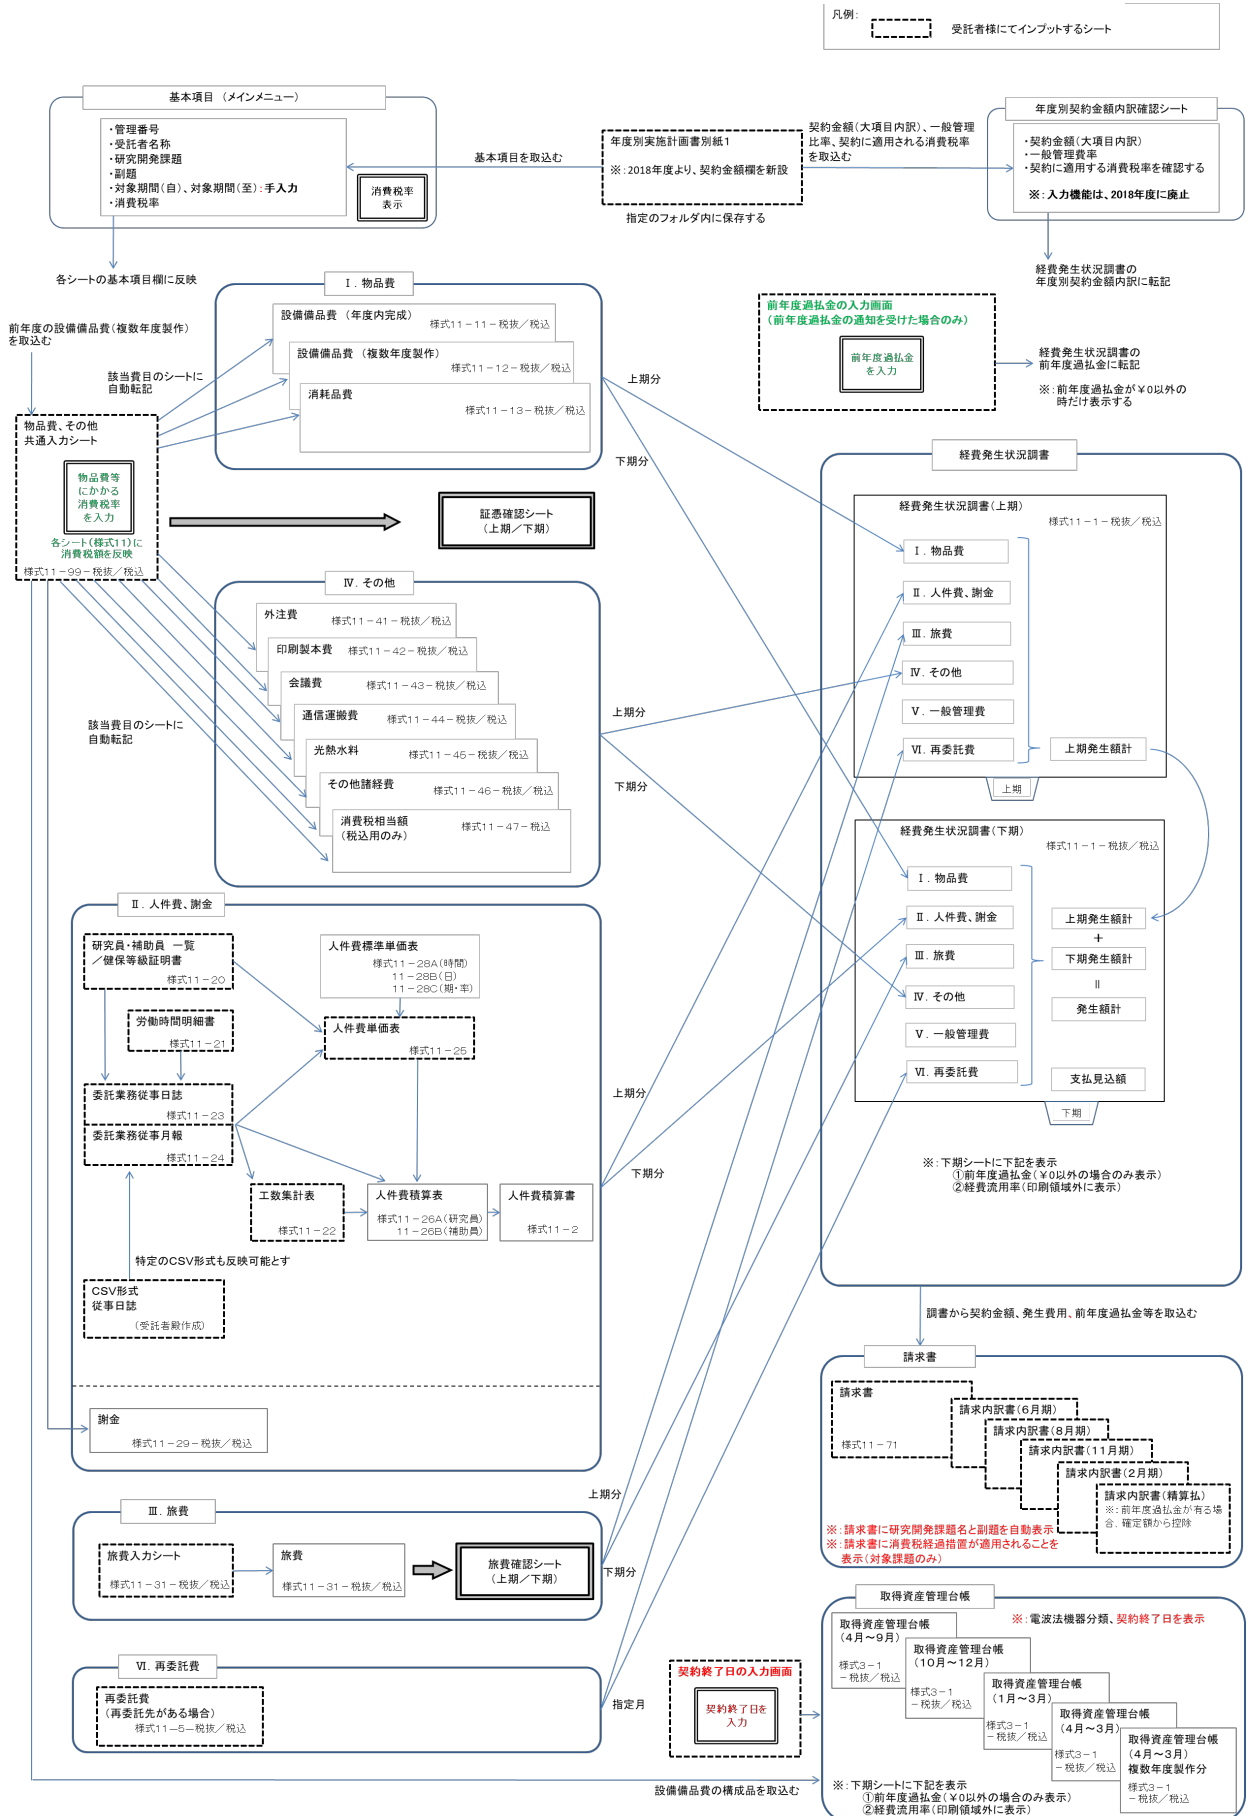 凡例：
受託者様にてインプットするシート
基本項目 （メインメニュー）
・管理番号
・受託者名称
・研究開発課題
・副題
・対象期間（自）、対象期間（至）：手入力
・消費税率
消費税率
表示
基本項目を取込む
年度別実施計画書別紙1
※：2018年度より、契約金額欄を新設
指定のフォルダ内に保存する
契約金額（大項目内訳）、一般管理
比率、契約に適用される消費税率
を取込む
年度別契約金額内訳確認シート
・契約金額（大項目内訳）
・一般管理費率
・契約に適用する消費税率を確認する
※：入力機能は、2018年度に廃止
各シートの基本項目欄に反映
経費発生状況調書の
年度別契約金額内訳に転記
前年度の設備備品費（複数年度製作）
を取込む
該当費目のシートに
自動転記
Ⅰ．物品費
設備備品費 （年度内完成）
様式11－11－税抜／税込
設備備品費 （複数年度製作）
様式11－12－税抜／税込
消耗品費
様式11－13－税抜／税込
前年度過払金の入力画面
（前年度過払金の通知を受けた場合のみ）
前年度過払金
を入力
経費発生状況調書の
前年度過払金に転記
※：前年度過払金が￥0以外の
時だけ表示する
上期分
下期分
物品費、その他
共通入力シート
物品費等
にかかる
消費税率
を入力
各シート（様式11）に
消費税額を反映
様式11－99－税抜／税込
証憑確認シート
（上期／下期）
Ⅳ．その他
外注費
様式11－41－税抜／税込
印刷製本費
様式11－42－税抜／税込
会議費
様式11－43－税抜／税込
通信運搬費
様式11－44－税抜／税込
光熱水料
様式11－45－税抜／税込
その他諸経費
様式11－46－税抜／税込
消費税相当額
（税込用のみ）
様式11－47－税込
該当費目のシートに
自動転記
上期分
下期分
経費発生状況調書
経費発生状況調書（上期）
様式11－1－税抜／税込
Ⅰ．物品費
Ⅱ．人件費、謝金
Ⅲ．旅費
Ⅳ．その他
Ⅴ．一般管理費
Ⅵ．再委託費
上期発生額計
上期
経費発生状況調書（下期）
様式11－1－税抜／税込
Ⅰ．物品費
Ⅱ．人件費、謝金
Ⅲ．旅費
Ⅳ．その他
Ⅴ．一般管理費
Ⅵ．再委託費
上期発生額計
＋
下期発生額計
＝
発生額計
支払見込額
下期
※：下期シートに下記を表示
①前年度過払金（￥0以外の場合のみ表示）
②経費流用率（印刷領域外に表示）
Ⅱ．人件費、謝金
研究員・補助員 一覧
／健保等級証明書
様式11－20
労働時間明細書
様式11－21
委託業務従事日誌
様式11－23
委託業務従事月報
様式11－24
人件費標準単価表
様式11－28A（時間）
11－28B（日）
11－28C（期・率）
人件費単価表
様式11－25
工数集計表
様式11－22
人件費積算表
様式11－26A（研究員）
11－26B（補助員）
人件費積算書
様式11－2
特定のCSV形式も反映可能とす
CSV形式
従事日誌
（受託者殿作成）
謝金
様式11－29－税抜／税込
上期分
下期分
Ⅲ．旅費
旅費入力シート
様式11－31－税抜／税込
旅費
様式11－31－税抜／税込
旅費確認シート
（上期／下期）
上期分
下期分
Ⅵ．再委託費
再委託費
（再委託先がある場合）
様式11—5—税抜／税込
指定月
調書から契約金額、発生費用、前年度過払金等を取込む
請求書
請求書
様式11－71
請求内訳書（6月期）
請求内訳書（8月期）
請求内訳書（11月期）
請求内訳書（2月期）
請求内訳書（精算払）
※：前年度過払金が有る場
合、確定額から控除
※：請求書に研究開発課題名と副題を自動表示
※：請求書に消費税経過措置が適用されることを
表示（対象課題のみ）
契約終了日の入力画面
契約終了日を
入力
取得資産管理台帳
※：電波法機器分類、契約終了日を表示
取得資産管理台帳
（4月～9月）
様式3－1
－税抜／税込
取得資産管理台帳
（10月～12月）
様式3－1
－税抜／税込
取得資産管理台帳
（1月～3月）
様式3－1
－税抜／税込
取得資産管理台帳
（4月～3月）
様式3－1
－税抜／税込
取得資産管理台帳
（4月～3月）
複数年度製作分
様式3－1
－税抜／税込
設備備品費の構成品を取込む
※：下期シートに下記を表示
①前年度過払金（￥0以外の場合のみ表示）
②経費流用率（印刷領域外に表示）